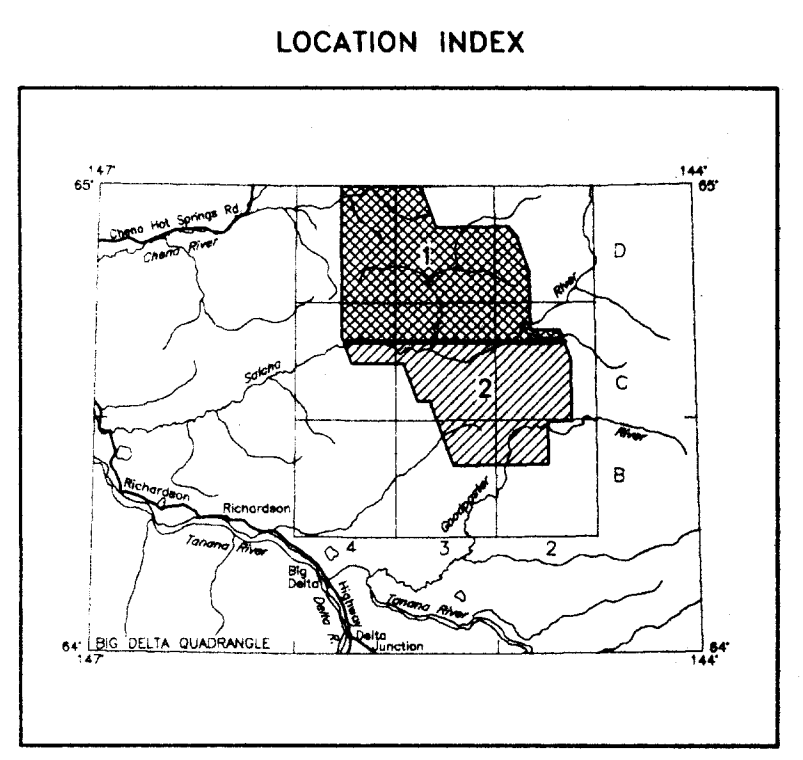 LOCATION INDEX
147°
144°
65°
65°
Chena Hot Springs Rd.
Chena River
1
D
River
Salcha
2
C
River
B
Richardson
Richardson
Goodpaster
Tanana River
4
3
2
Big
Delta
Highway
Delta
Tanana River
Delta
Junction
BIG DELTA QUADRANGLE
64°
64°
147°
144°